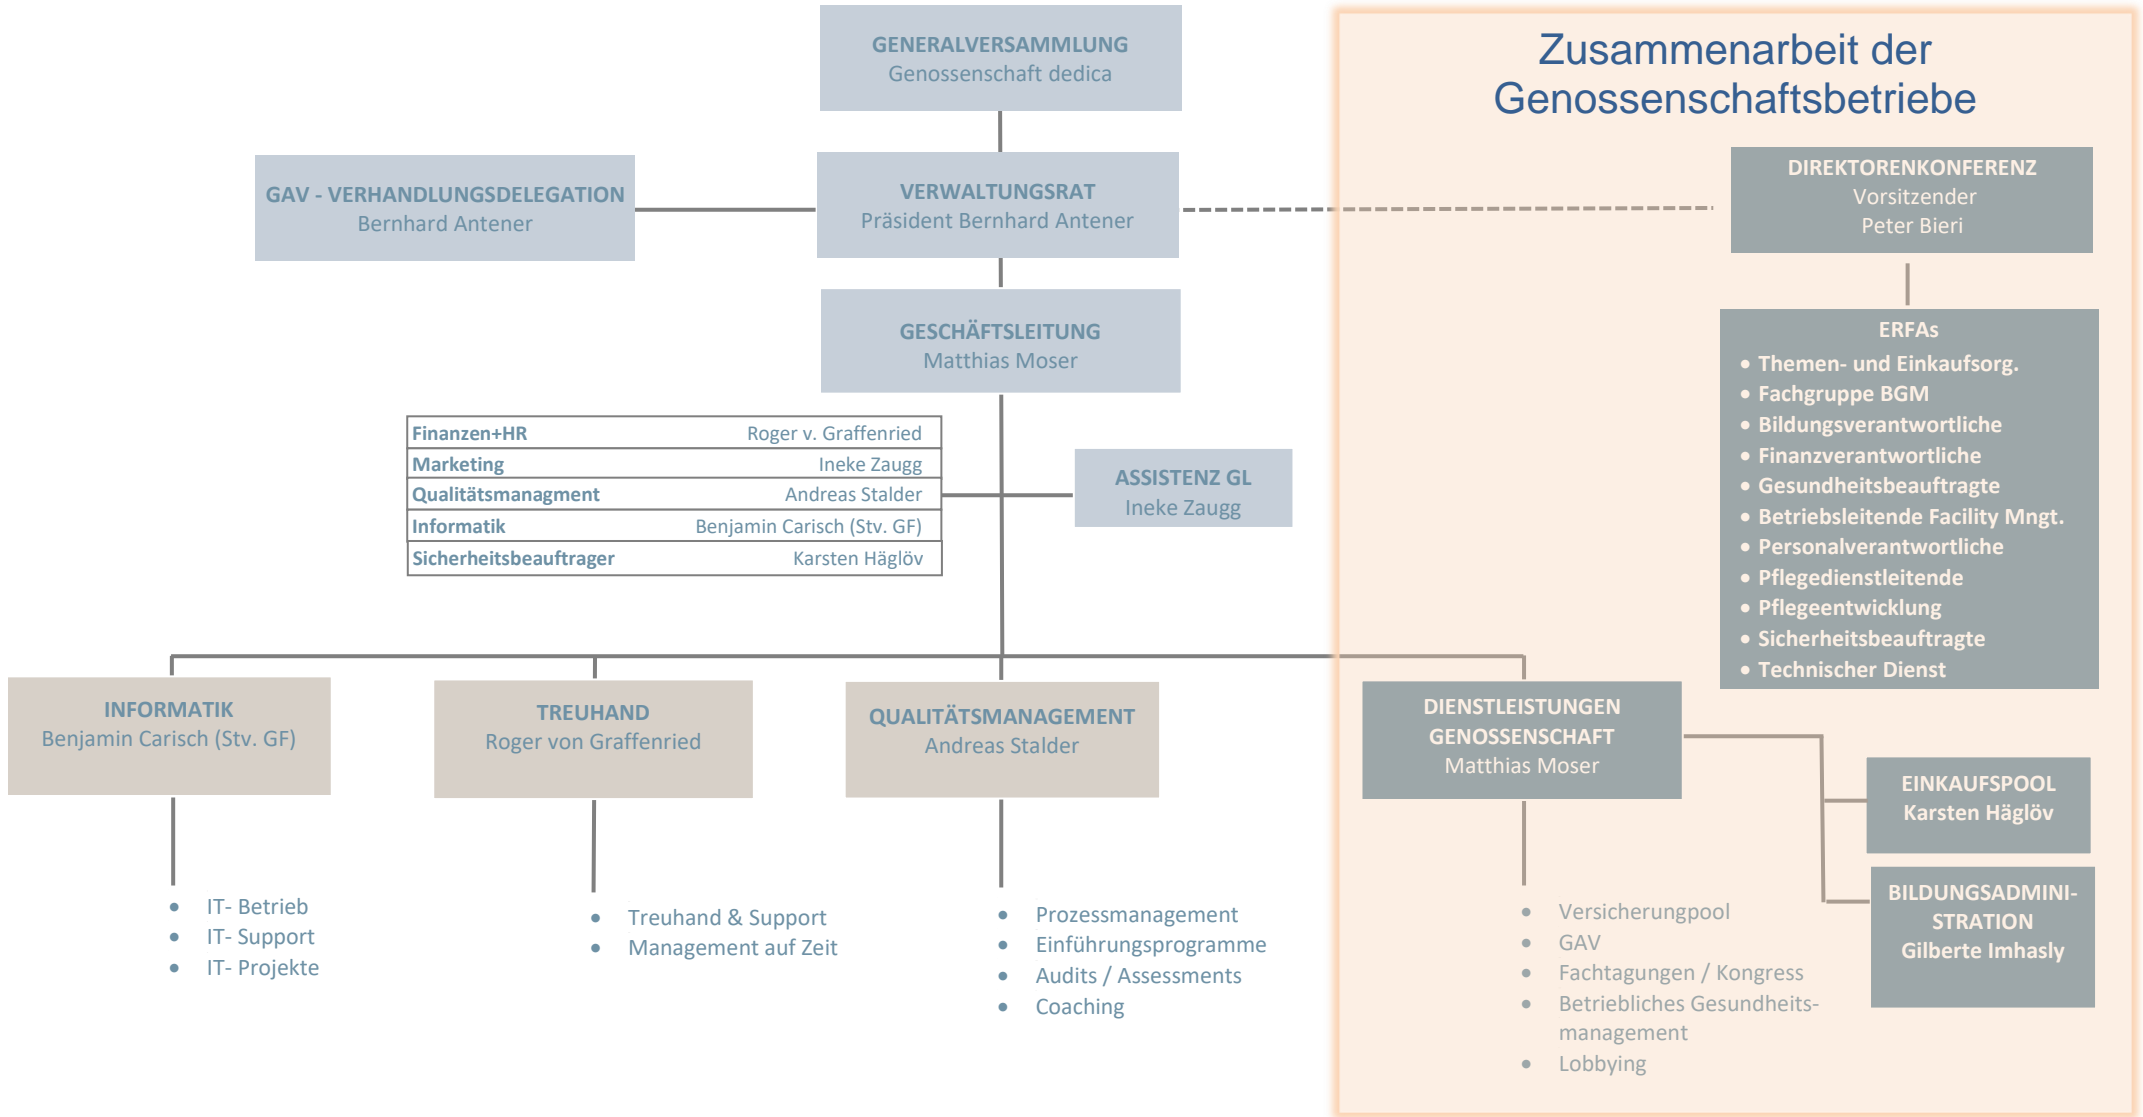 GENERALVERSAMMLUNG
Genossenschaft dedica
Zusammenarbeit der
Genossenschaftsbetriebe
GAV - VERHANDLUNGSDELEGATION
Bernhard Antener
VERWALTUNGSRAT
Präsident Bernhard Antener
DIREKTORENKONFERENZ
Vorsitzender
Peter Bieri
GESCHÄFTSLEITUNG
Matthias Moser
ERFAs
• Themen- und Einkaufsorg.
• Fachgruppe BGM
• Bildungsverantwortliche
• Finanzverantwortliche
• Gesundheitsbeauftragte
• Betriebsleitende Facility Mngt.
• Personalverantwortliche
• Pflegedienstleitende
• Pflegeentwicklung
• Sicherheitsbeauftragte
• Technischer Dienst
Finanzen+HR Roger v. Graffenried
Marketing Ineke Zaugg
Qualitätsmanagment Andreas Stalder
Informatik Benjamin Carisch (Stv. GF)
Sicherheitsbeauftrager Karsten Häglöv
ASSISTENZ GL
Ineke Zaugg
INFORMATIK
Benjamin Carisch (Stv. GF)
TREUHAND
Roger von Graffenried
QUALITÄTSMANAGEMENT
Andreas Stalder
DIENSTLEISTUNGEN
GENOSSENSCHAFT
Matthias Moser
EINKAUFSPOOL
Karsten Häglöv
BILDUNGSADMINI-
STRATION
Gilberte Imhasly
• IT- Betrieb
• IT- Support
• IT- Projekte
• Treuhand & Support
• Management auf Zeit
• Prozessmanagement
• Einführungsprogramme
• Audits / Assessments
• Coaching
• Versicherungpool
• GAV
• Fachtagungen / Kongress
• Betriebliches Gesundheits-
management
• Lobbying